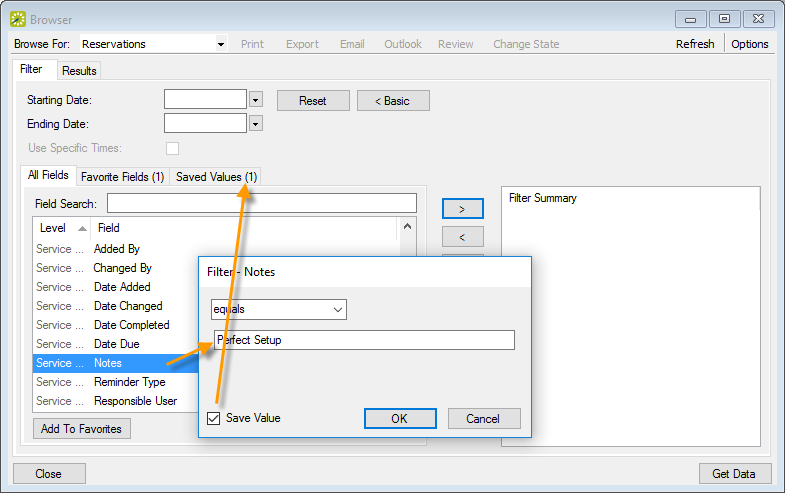 Browser
Browse For: Reservations Print Export Email Outlook Review Change State Refresh Options
Filter Results
Starting Date: Reset < Basic
Ending Date:
Use Specific Times:
All Fields Favorite Fields (1) Saved Values (1)
Field Search: > Filter Summary
Level Field <
Service ... Added By
Service ... Changed By Filter - Notes
Service ... Date Added
Service ... Date Changed equals
Service ... Date Completed
Service ... Date Due Perfect Setup
Service ... Notes
Service ... Reminder Type
Service ... Responsible User
Save Value OK Cancel
Add To Favorites
Close Get Data